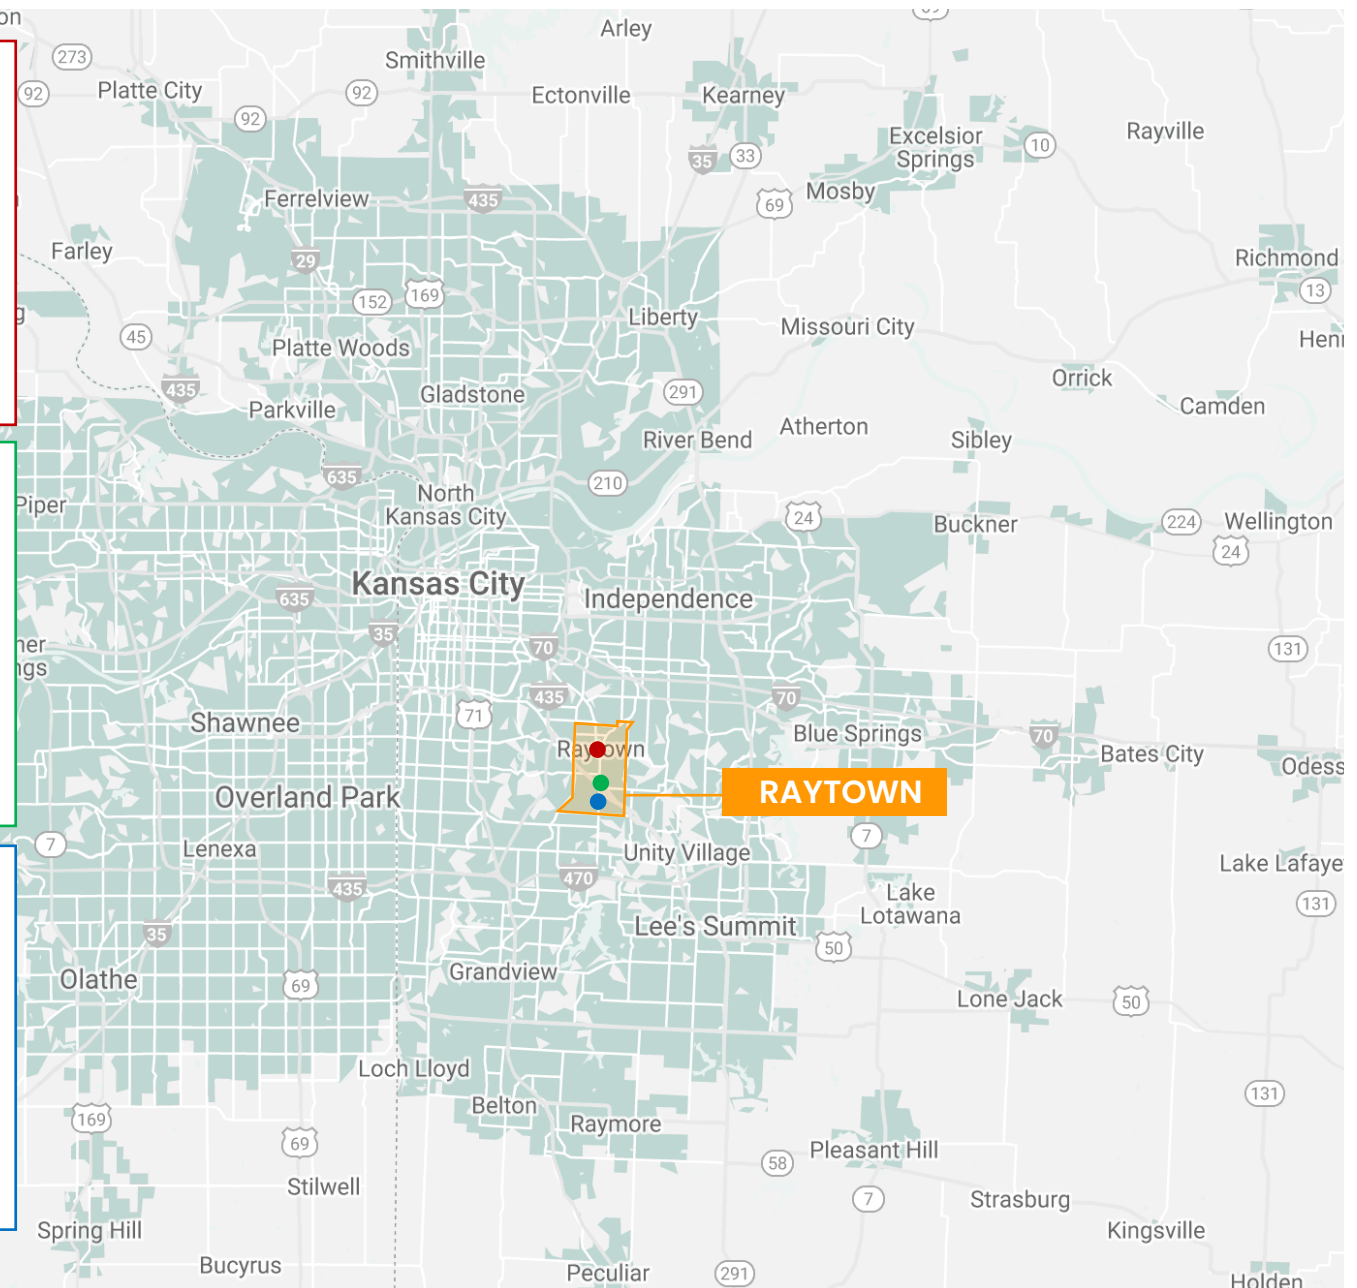 on
Arley
69
273
Smithville
Platte City
92
92
Ectonville
Kearney
92
Excelsior
Springs
Rayville
10
35
33
Mosby
69
Ferrelview
435
Farley
29
Richmond
13
152
169
g
Liberty
Missouri City
45
Platte Woods
Henr
Orrick
435
Gladstone
291
Parkville
Camden
Atherton
River Bend
Sibley
635
210
North
Kansas City
Piper
24
Buckner
224
Wellington
24
Kansas City
635
Independence
35
70
ner
ngs
131
435
70
71
Shawnee
Blue Springs
70
Raytown
Bates City
Odess
RAYTOWN
Overland Park
7
7
Lenexa
Unity Village
Lake Lafaye
435
470
Lake
Lotawana
131
35
Lee's Summit
50
Olathe
69
Grandview
Lone Jack
50
Loch Lloyd
131
169
Belton
Raymore
69
Pleasant Hill
58
Stilwell
7
Strasburg
Spring Hill
Kingsville
Bucyrus
Peculiar
291
Holden